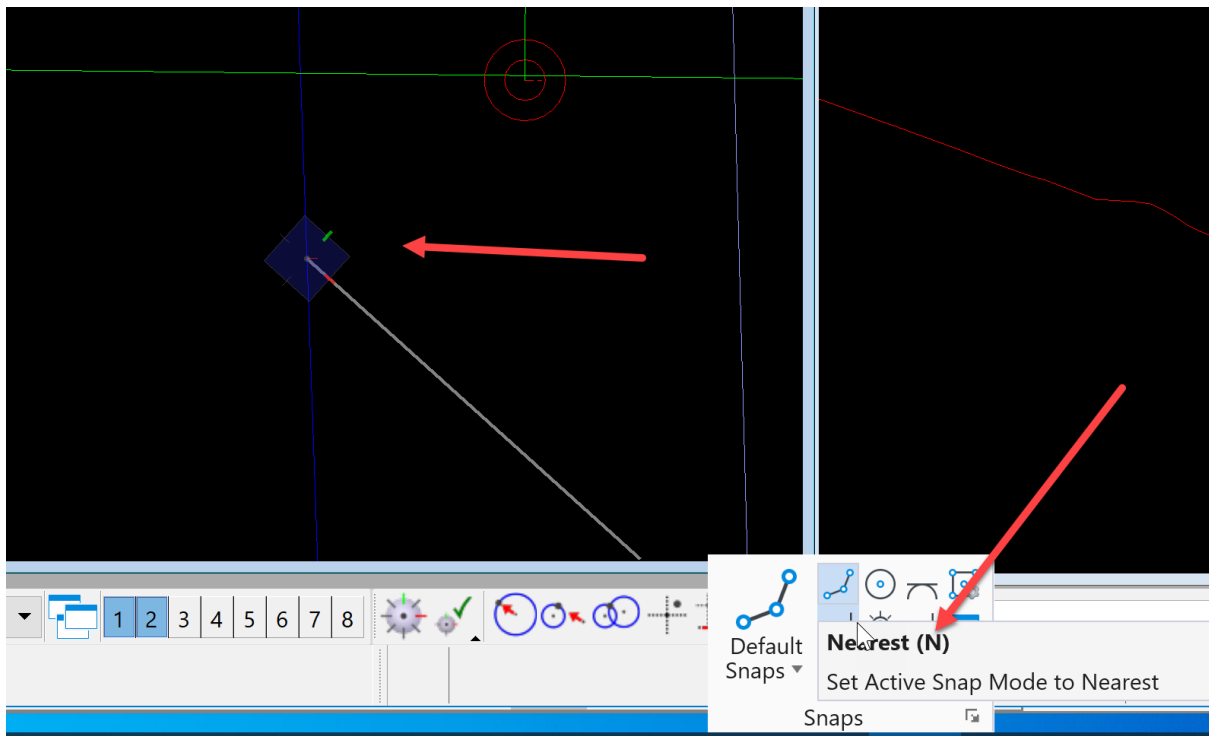 1 2 3 4 5 6 7 8
Default
Snaps
Nearest (N)
Set Active Snap Mode to Nearest
Snaps